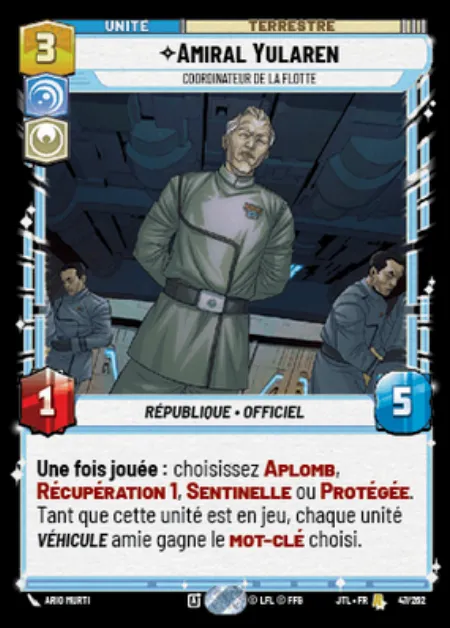 UNITÉ
TERRESTRE
3
AMIRAL YULAREN
COORDINATEUR DE LA FLOTTE
1
RÉPUBLIQUE • OFFICIEL
5
Une fois jouée : choisissez APLOMB,
RÉCUPÉRATION 1, SENTINELLE ou PROTÉGÉE.
Tant que cette unité est en jeu, chaque unité
VÉHICULE amie gagne le MOT-CLÉ choisi.
ARIO MURTI
A
© LFL © FFG
JTL • FR
47/262